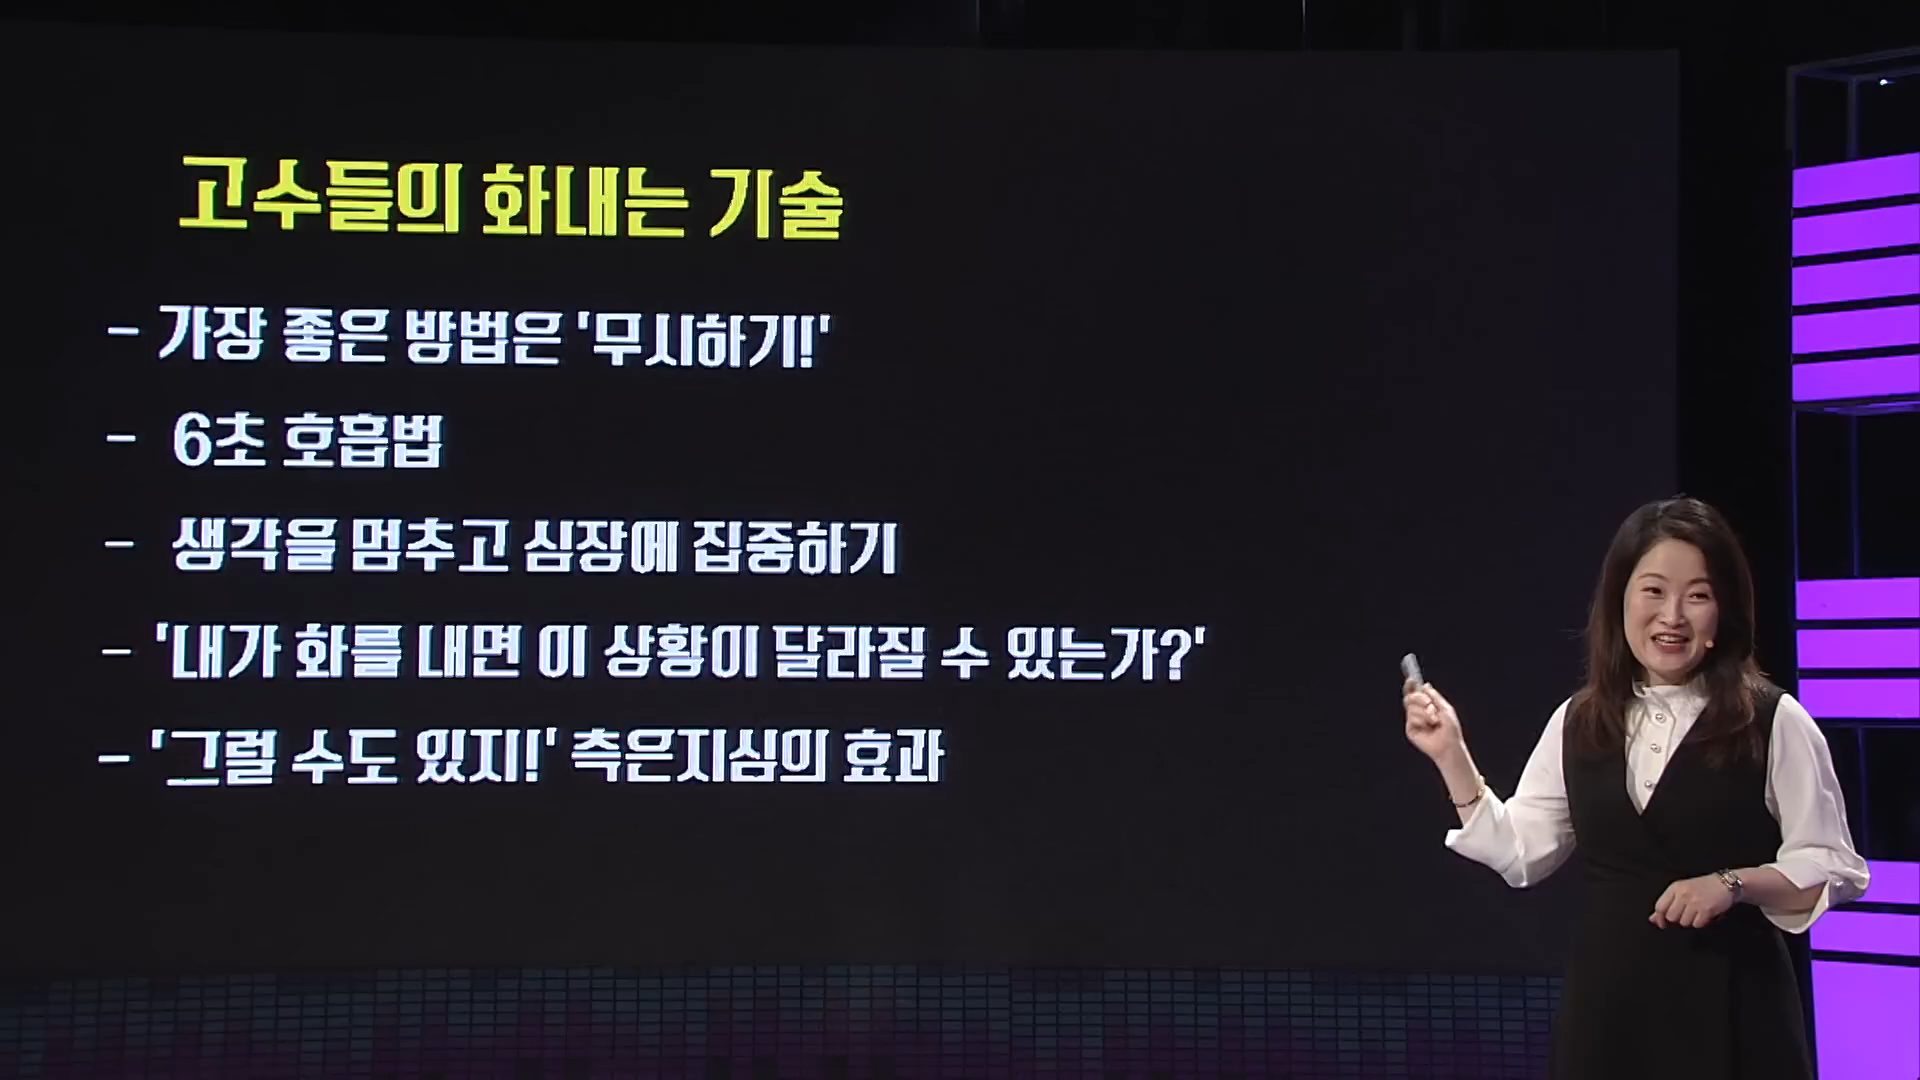 고수들의 화내는 기술
- 가장 좋은 방법은 '무시하기!'
- 6초 호흡법
- 생각을 멈추고 심장에 집중하기
- '내가 화를 내면 이 상황이 달라질 수 있는가?'
- '그럴 수도 있지!' 측은지심의 효과